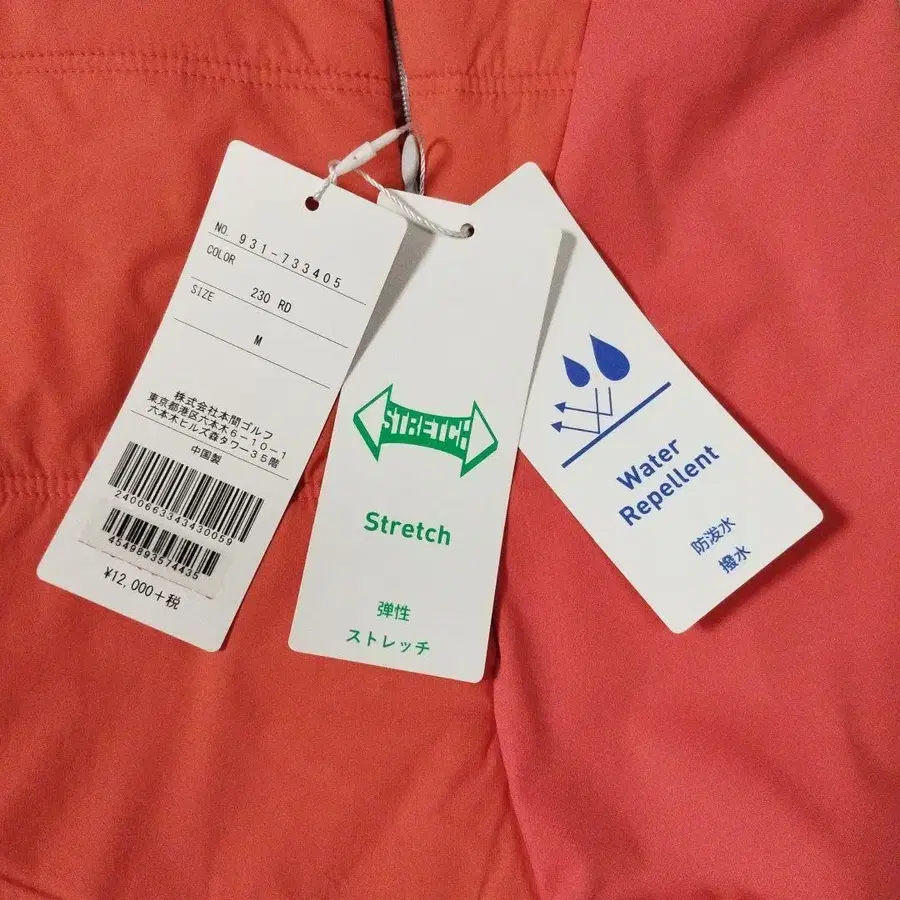 NO. 931-733405
COLOR
230 RD
SIZE
M
株式会社本間ゴルフ
東京都港区六本木6-10-1
六本木ヒルズ森タワー35階
中国製
2400663343430059
4549893574435
¥12,000+税
STRETCH
Stretch
弾性
ストレッチ
Water
Repellent
防泼水
撥水